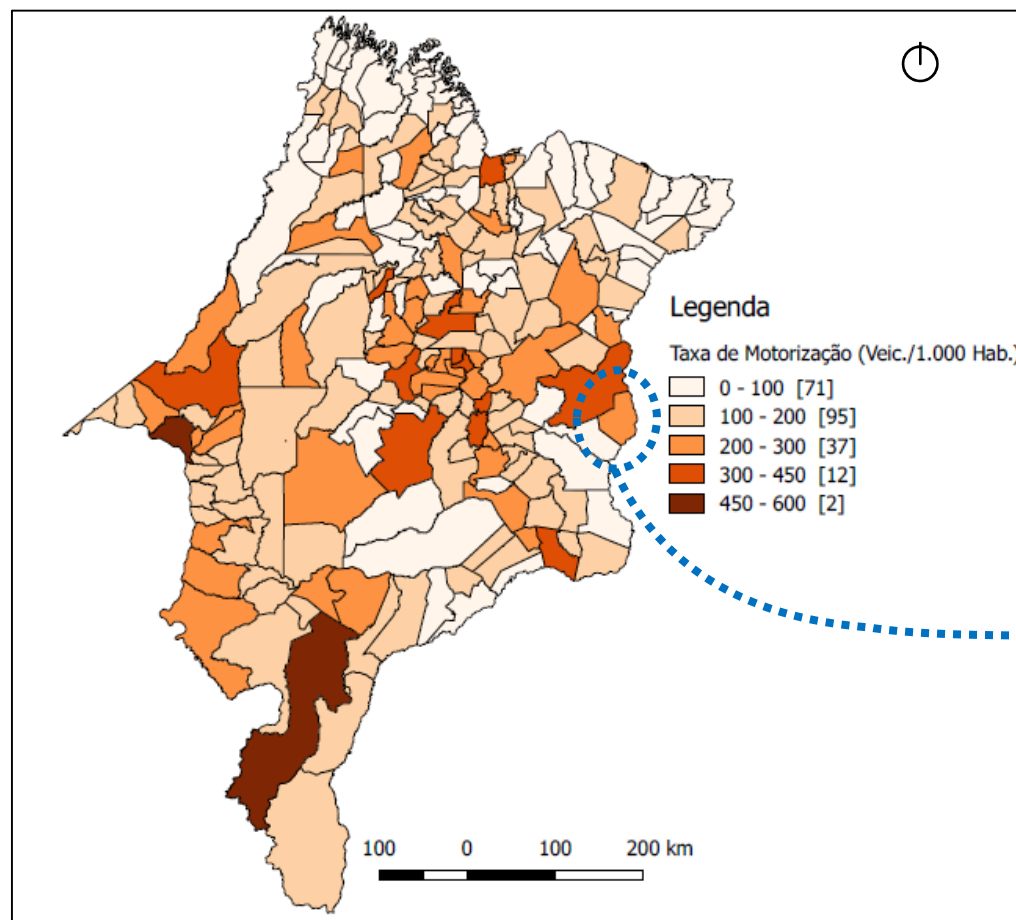 Legenda
Taxa de Motorização (Veic./1.000 Hab.)
0 - 100 [71]
100 - 200 [95]
200 - 300 [37]
300 - 450 [12]
450 - 600 [2]
100 0 100 200 km